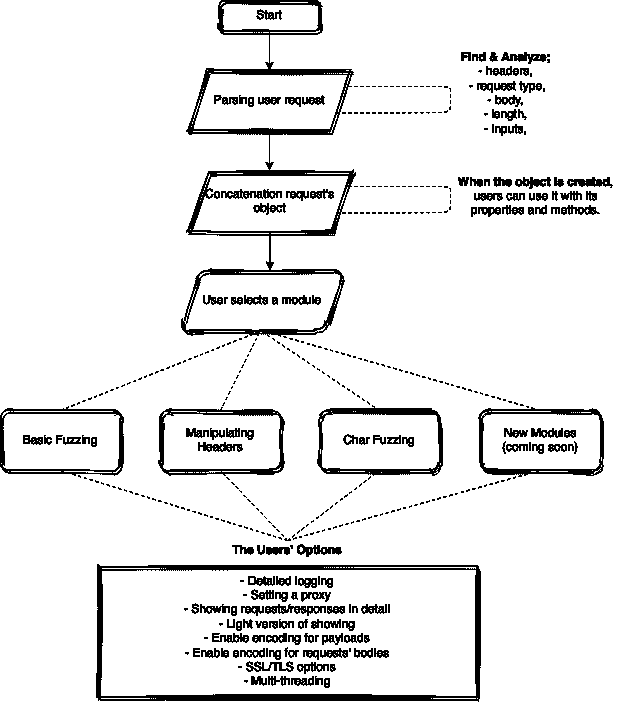 Start
Parsing user request
Find & Analyze;
- headers,
- request type,
- body,
- length,
- inputs,
Concatenation request's
object
When the object is created,
users can use it with its
properties and methods.
User selects a module
Basic Fuzzing
Manipulating
Headers
Char Fuzzing
New Modules
(coming soon)
The Users' Options
- Detailed logging
- Setting a proxy
- Showing requests/responses in detail
- Light version of showing
- Enable encoding for payloads
- Enable encoding for requests' bodies
- SSL/TLS options
- Multi-threading